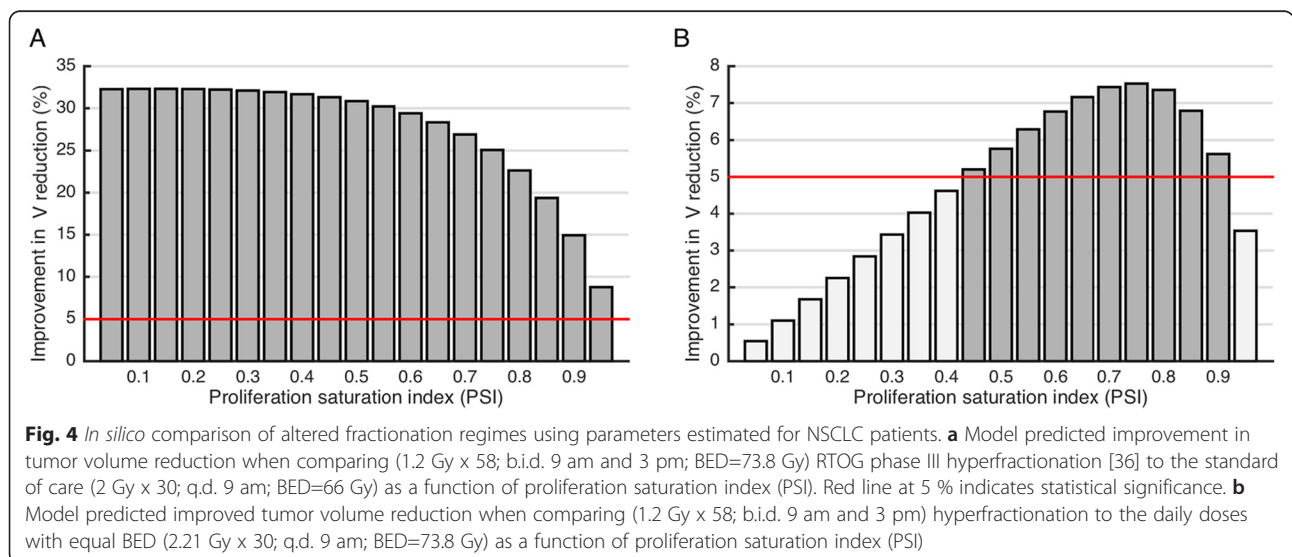 A
Improvement in V reduction (%)
35
30
25
20
15
10
5
0
0.1 0.2 0.3 0.4 0.5 0.6 0.7 0.8 0.9
Proliferation saturation index (PSI)
B
Improvement in V reduction (%)
8
7
6
5
4
3
2
1
0
0.1 0.2 0.3 0.4 0.5 0.6 0.7 0.8 0.9
Proliferation saturation index (PSI)
Fig. 4 In silico comparison of altered fractionation regimes using parameters estimated for NSCLC patients. a Model predicted improvement in
tumor volume reduction when comparing (1.2 Gy x 58; b.i.d. 9 am and 3 pm; BED=73.8 Gy) RTOG phase III hyperfractionation [36] to the standard
of care (2 Gy x 30; q.d. 9 am; BED=66 Gy) as a function of proliferation saturation index (PSI). Red line at 5 % indicates statistical significance. b
Model predicted improved tumor volume reduction when comparing (1.2 Gy x 58; b.i.d. 9 am and 3 pm) hyperfractionation to the daily doses
with equal BED (2.21 Gy x 30; q.d. 9 am; BED=73.8 Gy) as a function of proliferation saturation index (PSI)